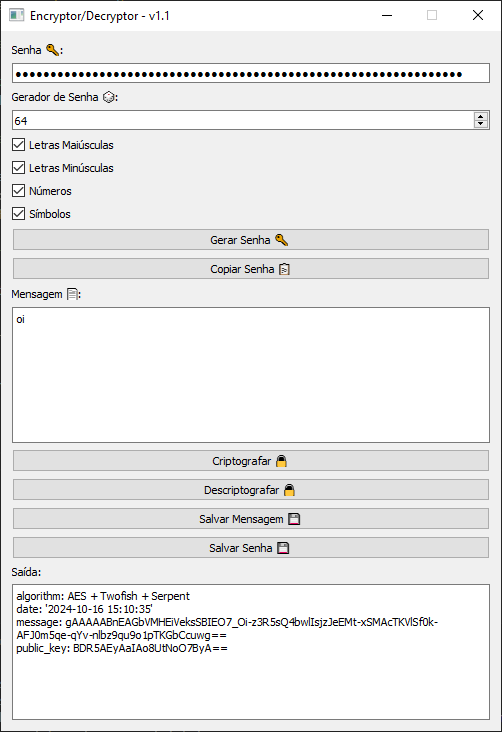 Encryptor/Decryptor - v1.1
Senha 🔑:
Gerador de Senha 🎲:
64
Letras Maiúsculas
Letras Minúsculas
Números
Símbolos
Gerar Senha 🔑
Copiar Senha 📋
Mensagem 📄:
oi
Criptografar 🔒
Descriptografar 🔓
Salvar Mensagem 💾
Salvar Senha 💾
Saída:
algorithm: AES + Twofish + Serpent
date: '2024-10-16 15:10:35'
message: gAAAAABnEAGbVMHEiVeksSBIEO7_Oi-z3R5sQ4bwlIsjzJeEMt-xSMAcTKVlSf0k-
AFJ0m5qe-qYv-nlbz9qu9o1pTKGbCcuwg==
public_key: BDR5AEyAaIAo8UtNoO7ByA==